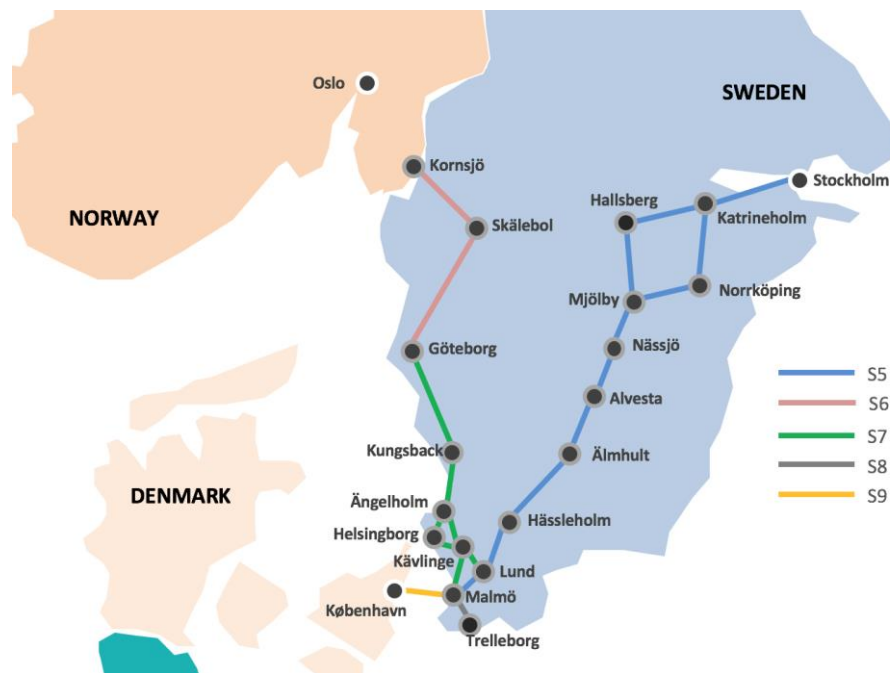 Oslo
SWEDEN
Kornsjö
Stockholm
Hallsberg
Katrineholm
NORWAY
Skälebol
Mjölby
Norrköping
Göteborg
Nässjö
S5
Alvesta
S6
S7
Kungsback
Älmhult
S8
DENMARK
S9
Ängelholm
Hässleholm
Helsingborg
Kävlinge
Lund
København
Malmö
Trelleborg